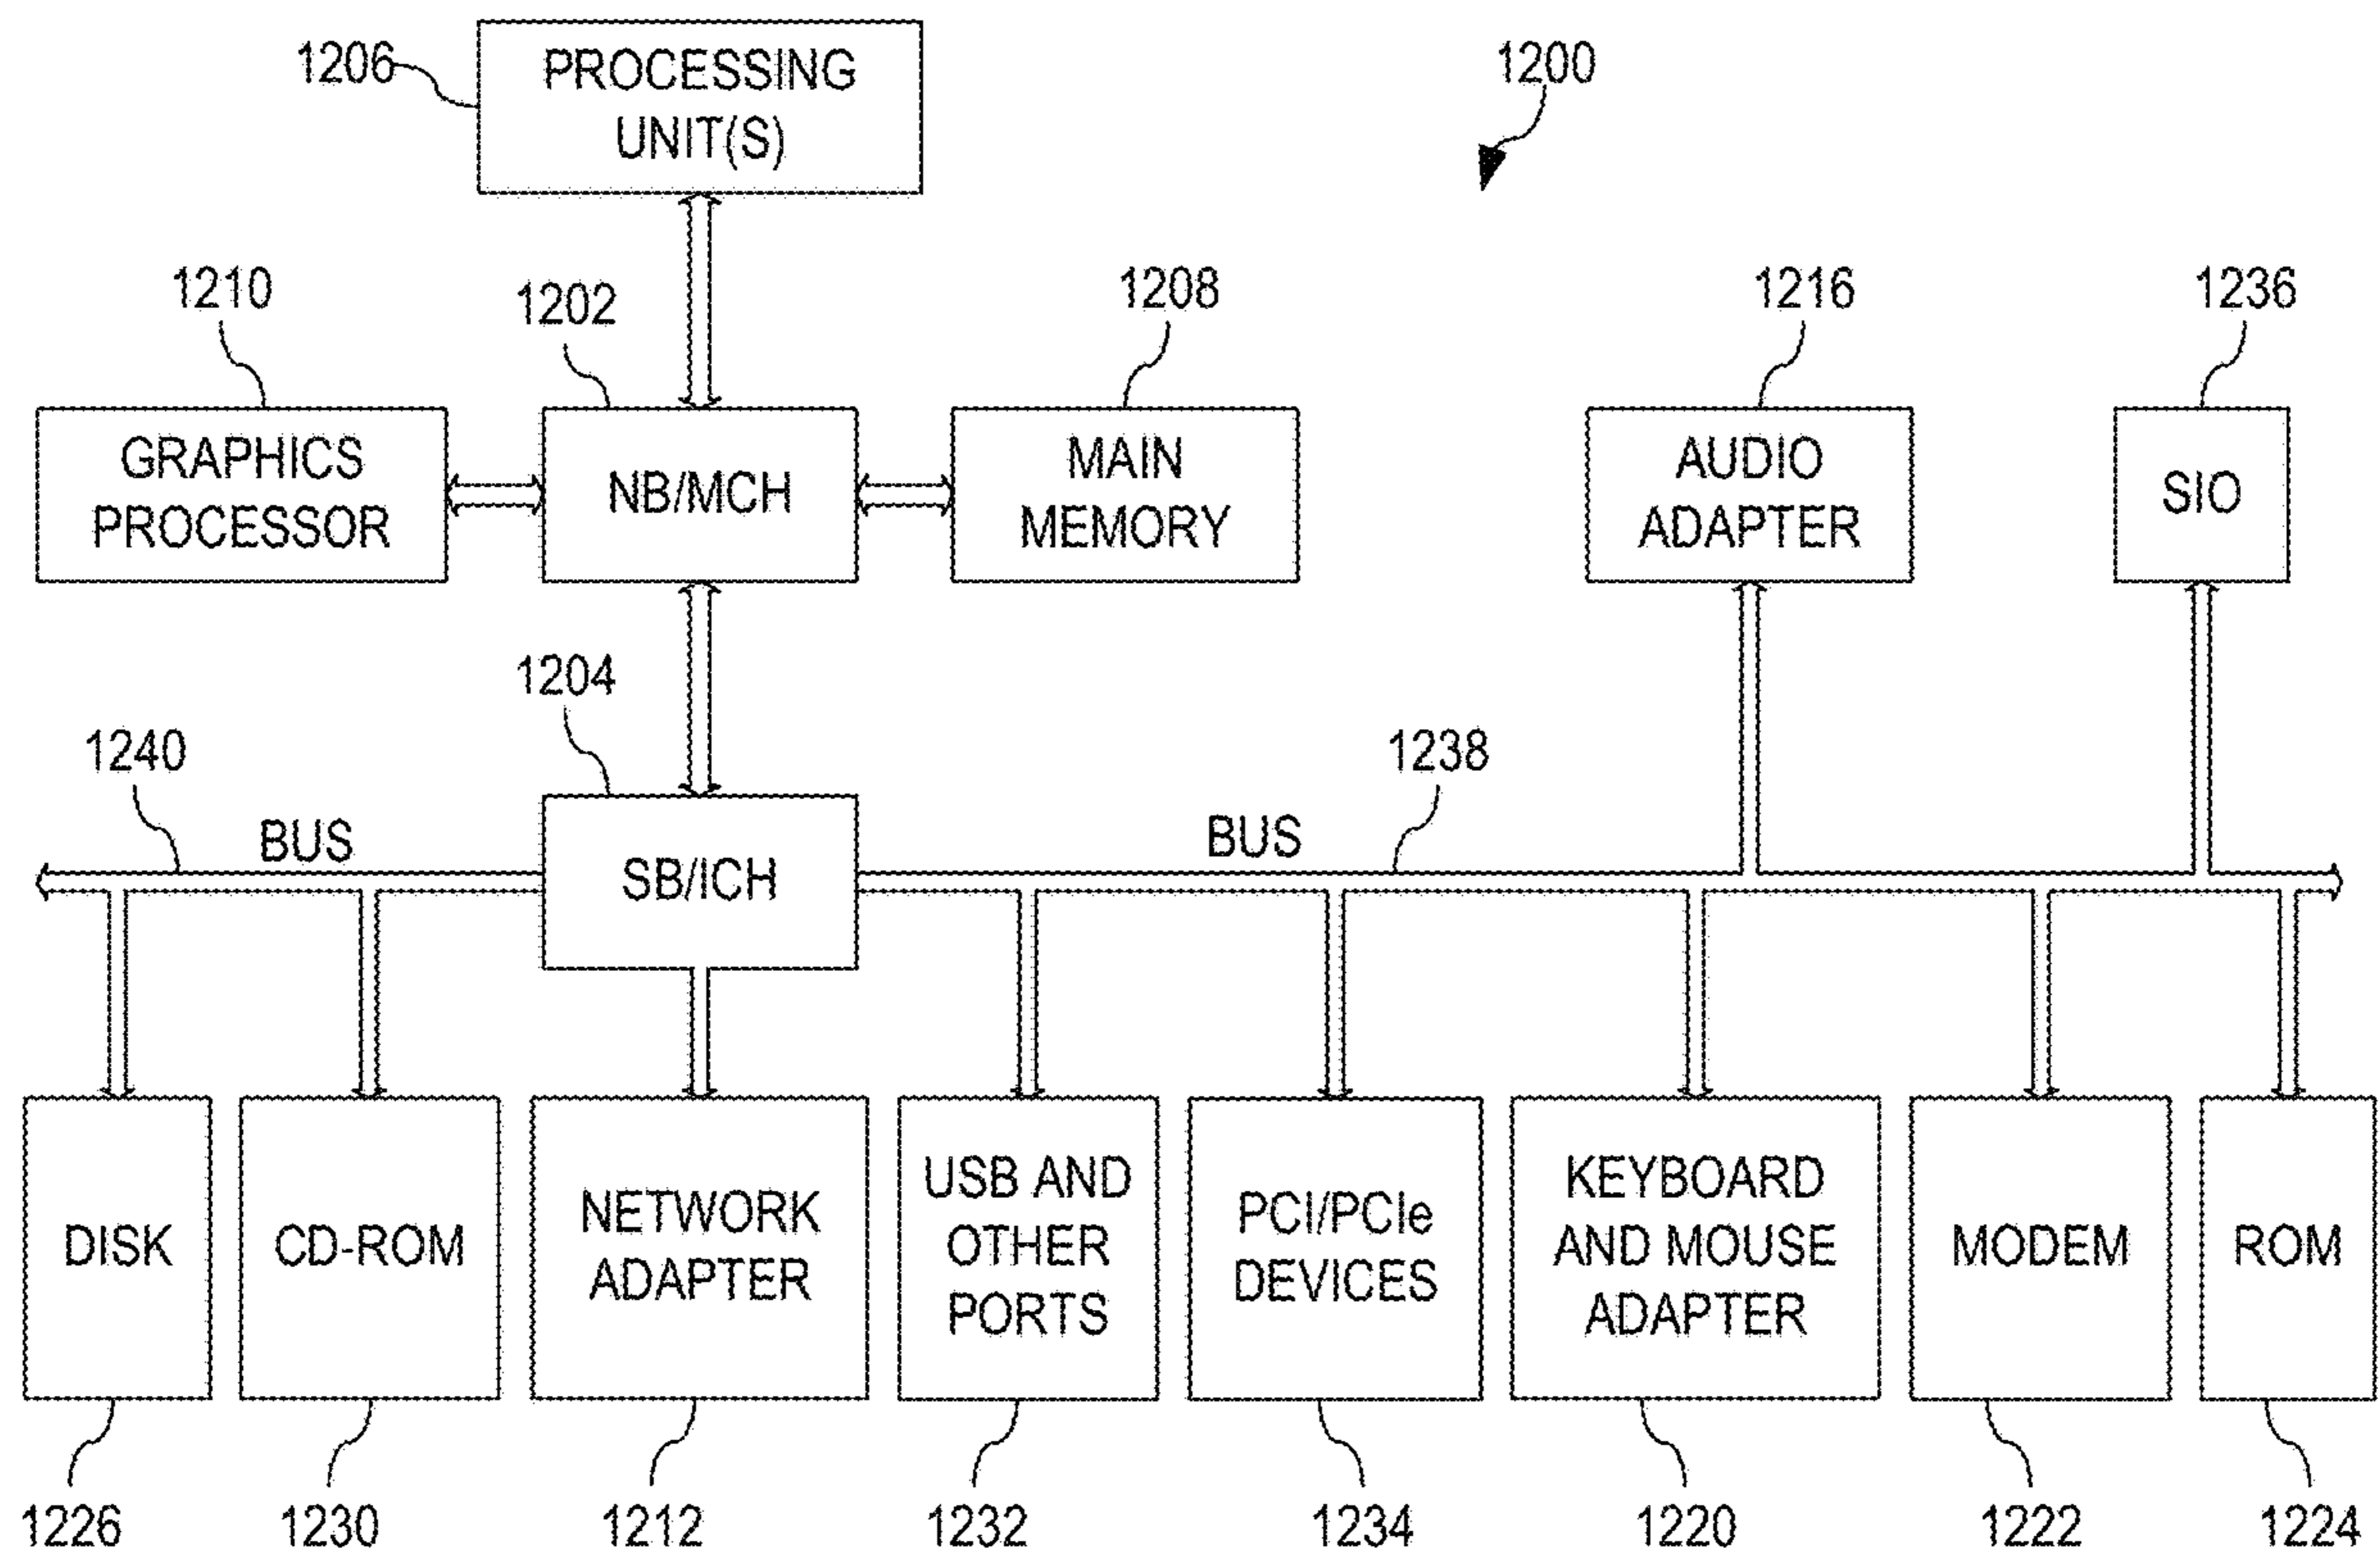 1206
PROCESSING
UNIT(S)
1200
1210
1202
1208
1216
1236
GRAPHICS
PROCESSOR
NB/MCH
MAIN
MEMORY
AUDIO
ADAPTER
SIO
1204
1240
1238
BUS
BUS
SB/ICH
DISK
CD-ROM
NETWORK
ADAPTER
USB AND
OTHER
PORTS
PCI/PCIe
DEVICES
KEYBOARD
AND MOUSE
ADAPTER
MODEM
ROM
1226
1230
1212
1232
1234
1220
1222
1224